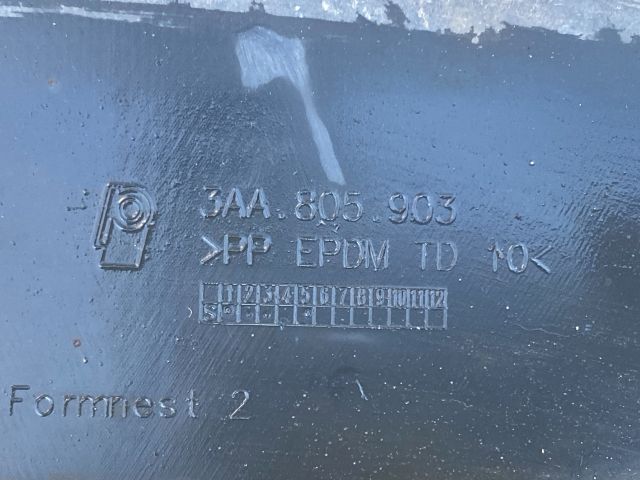 3AA.805.903
>PP EPDM TD 10<
1 2 3 4 5 6 7 8 9 10 11 12
S
Formnest 2